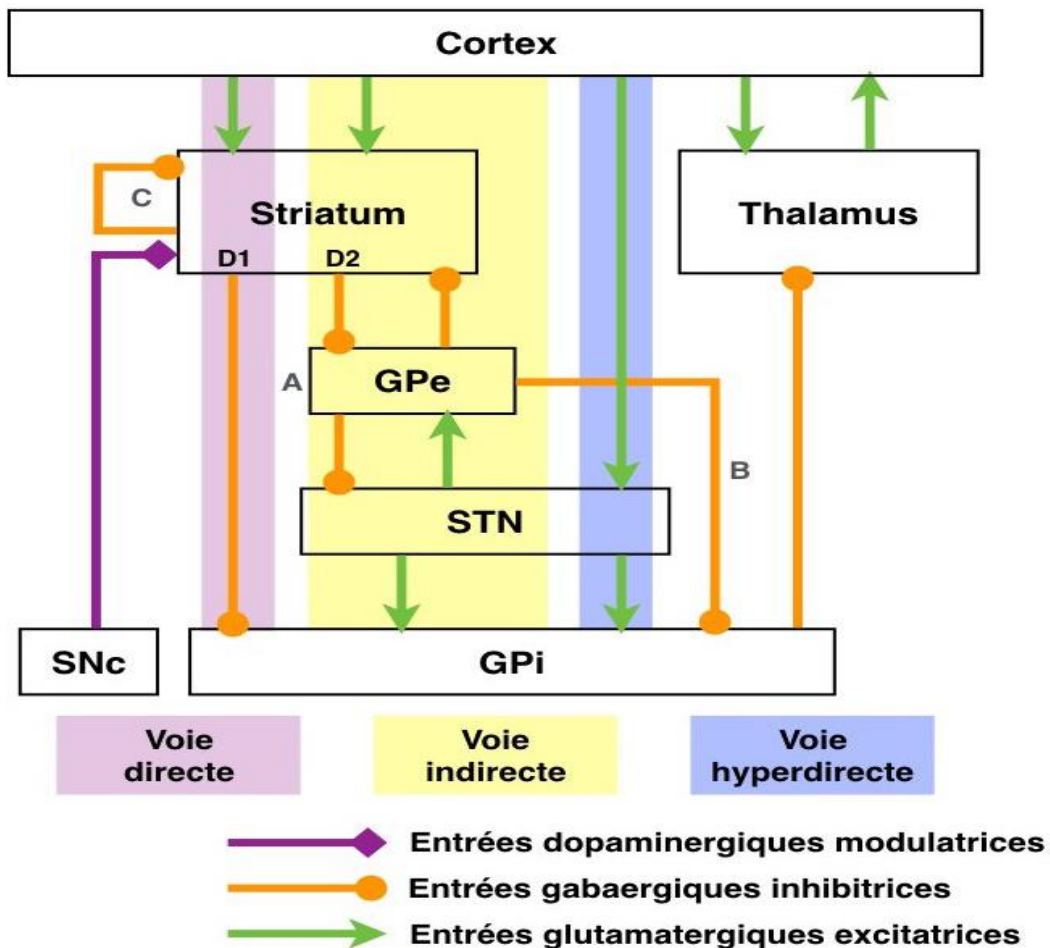 Cortex
C
Striatum
Thalamus
D1
D2
A
GPe
B
STN
SNc
GPi
Voie
directe
Voie
indirecte
Voie
hyperdirecte
Entrées dopaminergiques modulatrices
Entrées gabaergiques inhibitrices
Entrées glutamatergiques excitatrices